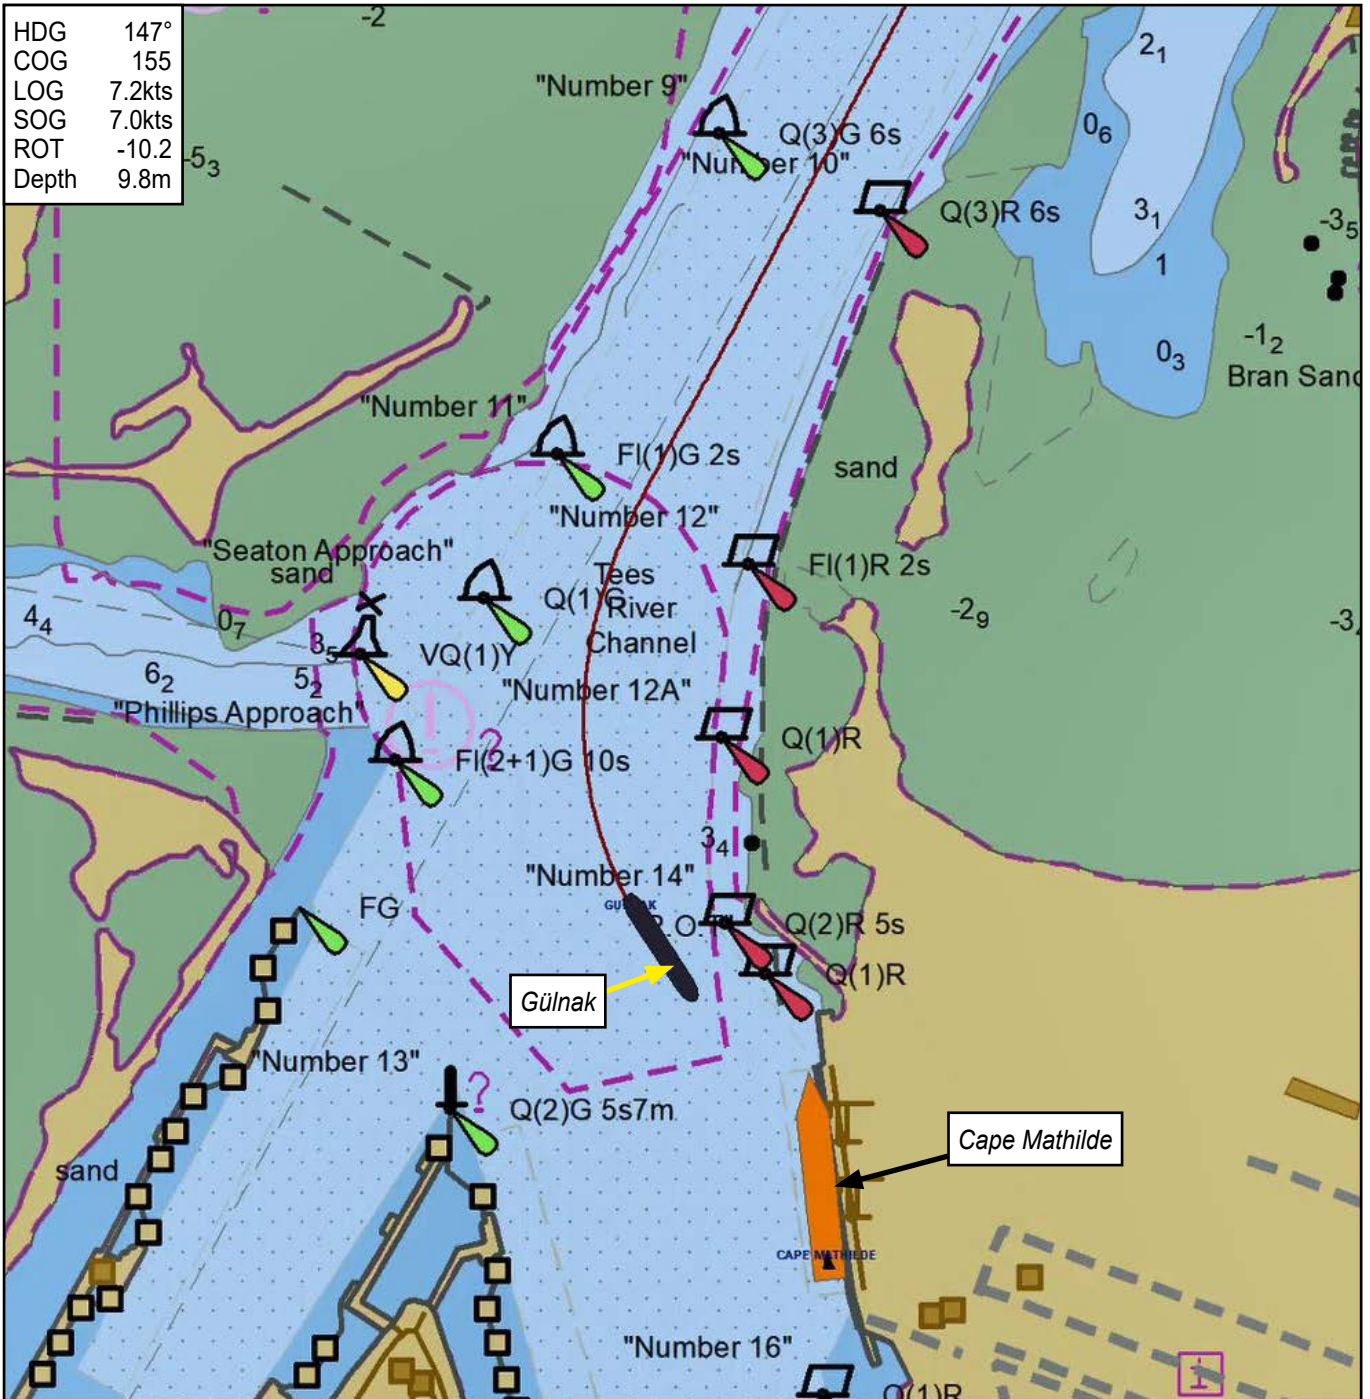 HDG 147°
COG 155
LOG 7.2kts
SOG 7.0kts
ROT -10.2
Depth 9.8m
-2
-5₃
"Number 9"
Q(3)G 6s
"Number 10"
Q(3)R 6s
2₁
0₆
3₁
1
-3₅
-1₂
0₃
Bran Sand
"Number 11"
Fl(1)G 2s
sand
"Number 12"
"Seaton Approach"
sand
Fl(1)R 2s
Tees
River
Channel
Q(1)G
4₄
0₇
3₅
-2₉
-3.
VQ(1)Y
6₂
5₂
"Number 12A"
"Phillips Approach"
Q(1)R
?
Fl(2+1)G 10s
3₄
"Number 14"
FG
Q(2)R 5s
Q(1)R
Gülnak
"Number 13"
?
Q(2)G 5s7m
Cape Mathilde
sand
CAPE MATHILDE
"Number 16"
Q(1)R